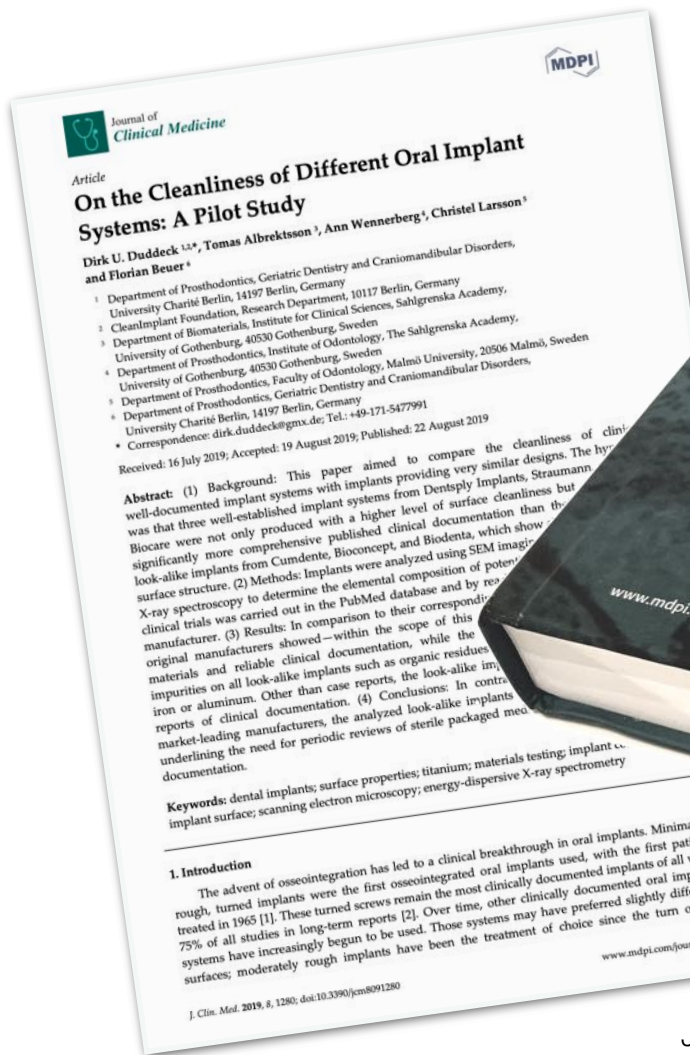 MDPI
Journal of
Clinical Medicine
Article
On the Cleanliness of Different Oral Implant
Systems: A Pilot Study
Dirk U. Duddeck 1,2,*, Tomas Albrektsson 3, Ann Wennerberg 4, Christel Larsson 5
and Florian Beuer 6
1 Department of Prosthodontics, Geriatric Dentistry and Craniomandibular Disorders,
University Charité Berlin, 14197 Berlin, Germany
2 CleanImplant Foundation, Research Department, 10117 Berlin, Germany
3 Department of Biomaterials, Institute for Clinical Sciences, Sahlgrenska Academy,
University of Gothenburg, 40530 Gothenburg, Sweden
4 Department of Prosthodontics, Institute of Odontology, The Sahlgrenska Academy,
University of Gothenburg, 40530 Gothenburg, Sweden
5 Department of Prosthodontics, Faculty of Odontology, Malmö University, 20506 Malmö, Sweden
6 Department of Prosthodontics, Geriatric Dentistry and Craniomandibular Disorders,
University Charité Berlin, 14197 Berlin, Germany
* Correspondence: dirk.duddeck@gmx.de; Tel.: +49-171-5477991
Received: 16 July 2019; Accepted: 19 August 2019; Published: 22 August 2019
Abstract: (1) Background: This paper aimed to compare the cleanliness of clini
well-documented implant systems with implants providing very similar designs. The hy
was that three well-established implant systems from Dentsply Implants, Straumann
Biocare were not only produced with a higher level of surface cleanliness but
significantly more comprehensive published clinical documentation than the
look-alike implants from Cumdente, Bioconcept, and Biodenta, which show
surface structure. (2) Methods: Implants were analyzed using SEM imagin
X-ray spectroscopy to determine the elemental composition of poten
clinical trials was carried out in the PubMed database and by rea
manufacturer. (3) Results: In comparison to their correspondi
original manufacturers showed—within the scope of this
materials and reliable clinical documentation, while the
impurities on all look-alike implants such as organic residues
iron or aluminum. Other than case reports, the look-alike im
reports of clinical documentation. (4) Conclusions: In contra
market-leading manufacturers, the analyzed look-alike implants
underlining the need for periodic reviews of sterile packaged med
documentation.
Keywords: dental implants; surface properties; titanium; materials testing; implant
implant surface; scanning electron microscopy; energy-dispersive X-ray spectrometry
1. Introduction
The advent of osseointegration has led to a clinical breakthrough in oral implants. Minima
rough, turned implants were the first osseointegrated oral implants used, with the first pati
treated in 1965 [1]. These turned screws remain the most clinically documented implants of all
75% of all studies in long-term reports [2]. Over time, other clinically documented oral imp
systems have increasingly begun to be used. Those systems may have preferred slightly diffe
surfaces; moderately rough implants have been the treatment of choice since the turn o
J. Clin. Med. 2019, 8, 1280; doi:10.3390/jcm8091280
www.mdpi.com/jour
www.mdpi.